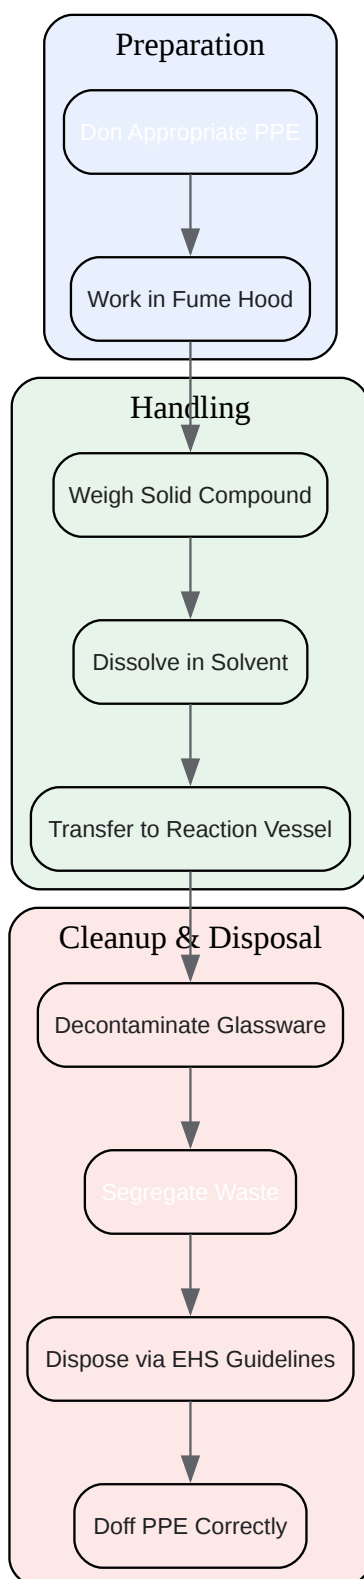 Preparation
Don Appropriate PPE
Work in Fume Hood
Handling
Weigh Solid Compound
Dissolve in Solvent
Transfer to Reaction Vessel
Cleanup & Disposal
Decontaminate Glassware
Segregate Waste
Dispose via EHS Guidelines
Doff PPE Correctly